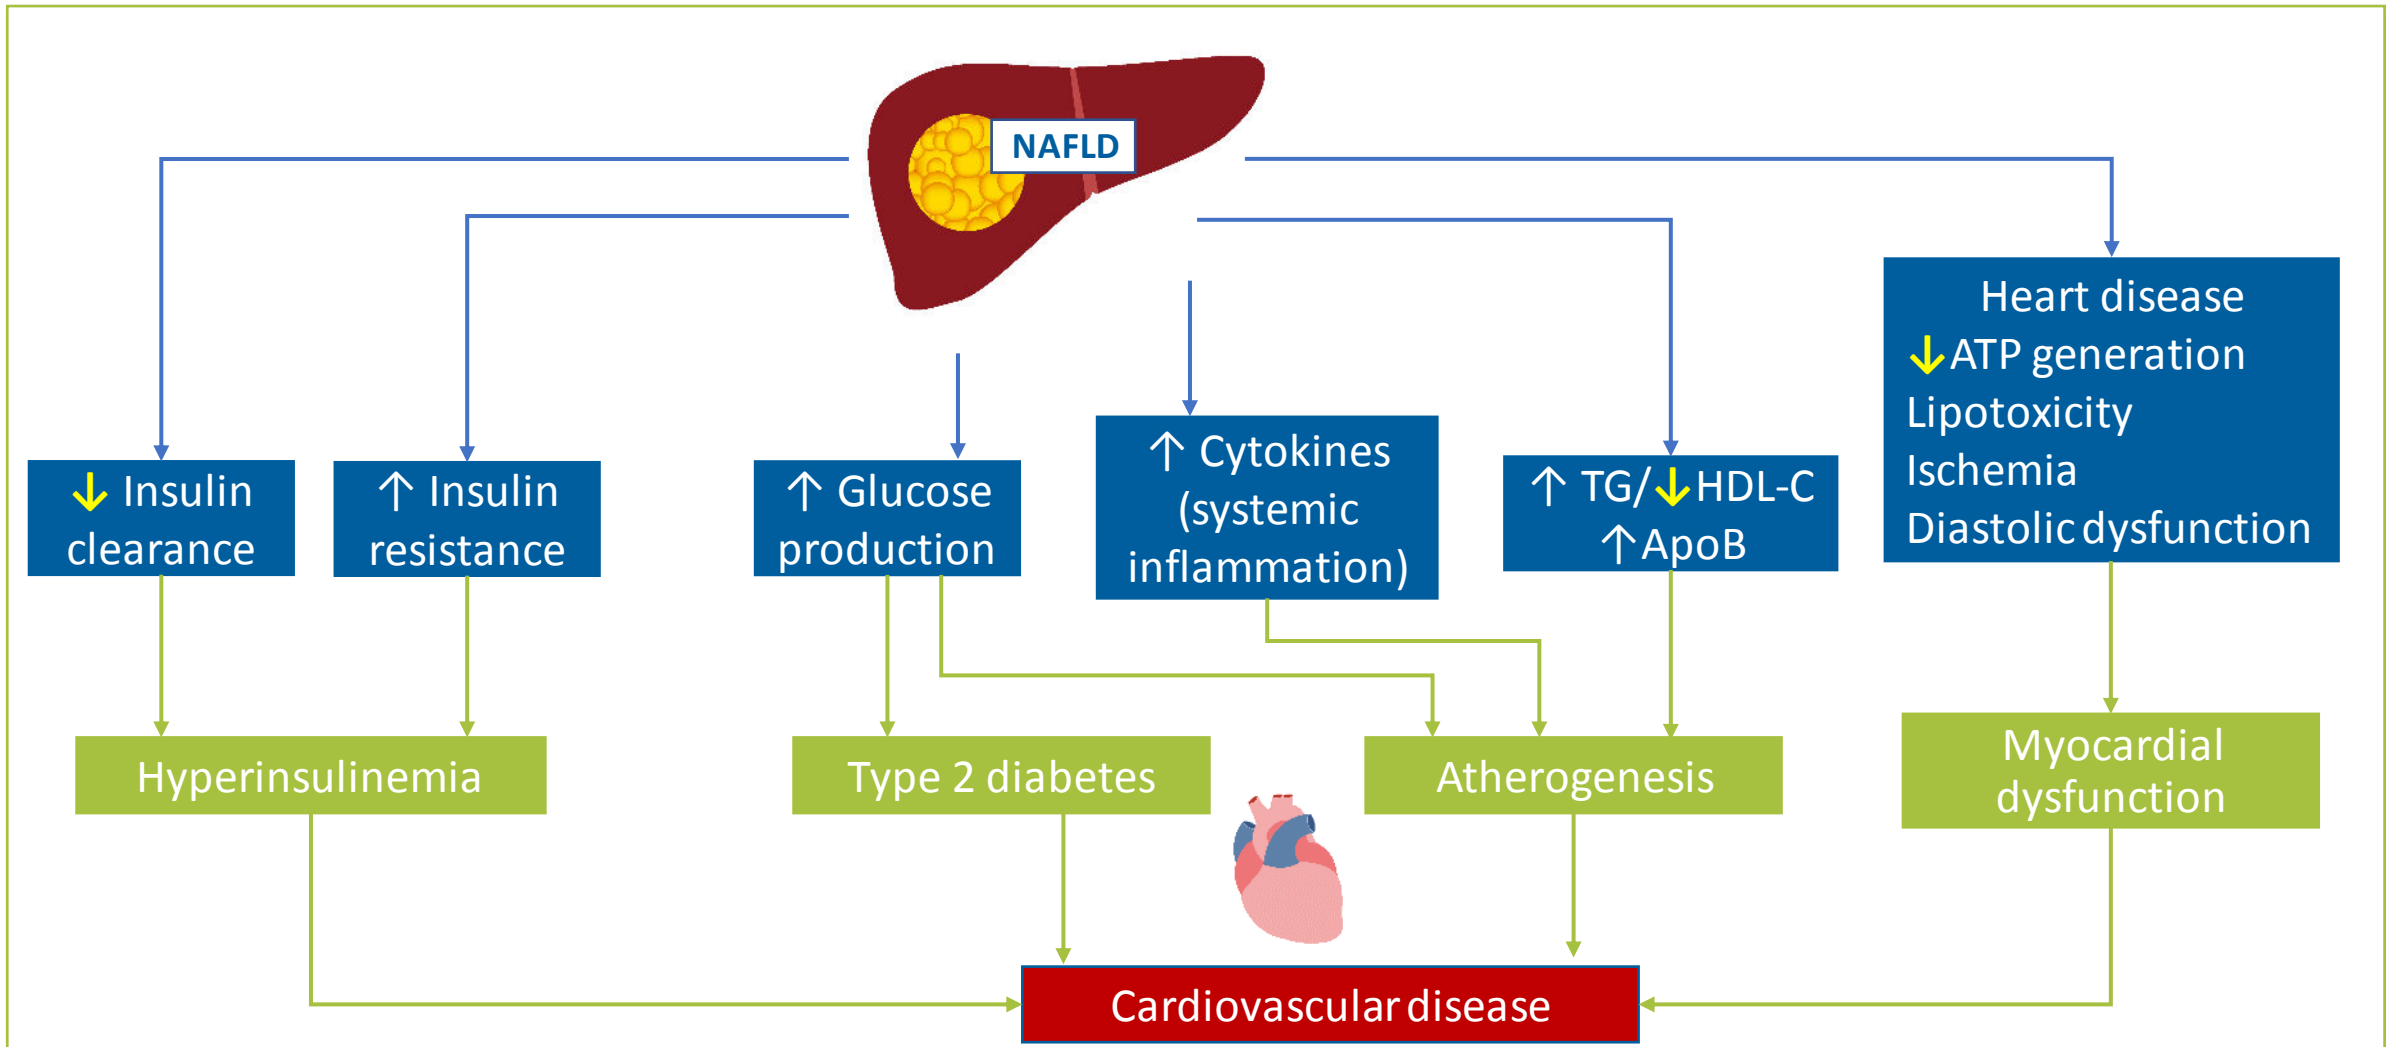 NAFLD
↓ Insulin
clearance
↑ Insulin
resistance
↑ Glucose
production
↑ Cytokines
(systemic
inflammation)
↑ TG/↓HDL-C
↑ApoB
Heart disease
↓ATP generation
Lipotoxicity
Ischemia
Diastolic dysfunction
Hyperinsulinemia
Type 2 diabetes
Atherogenesis
Myocardial
dysfunction
Cardiovascular disease